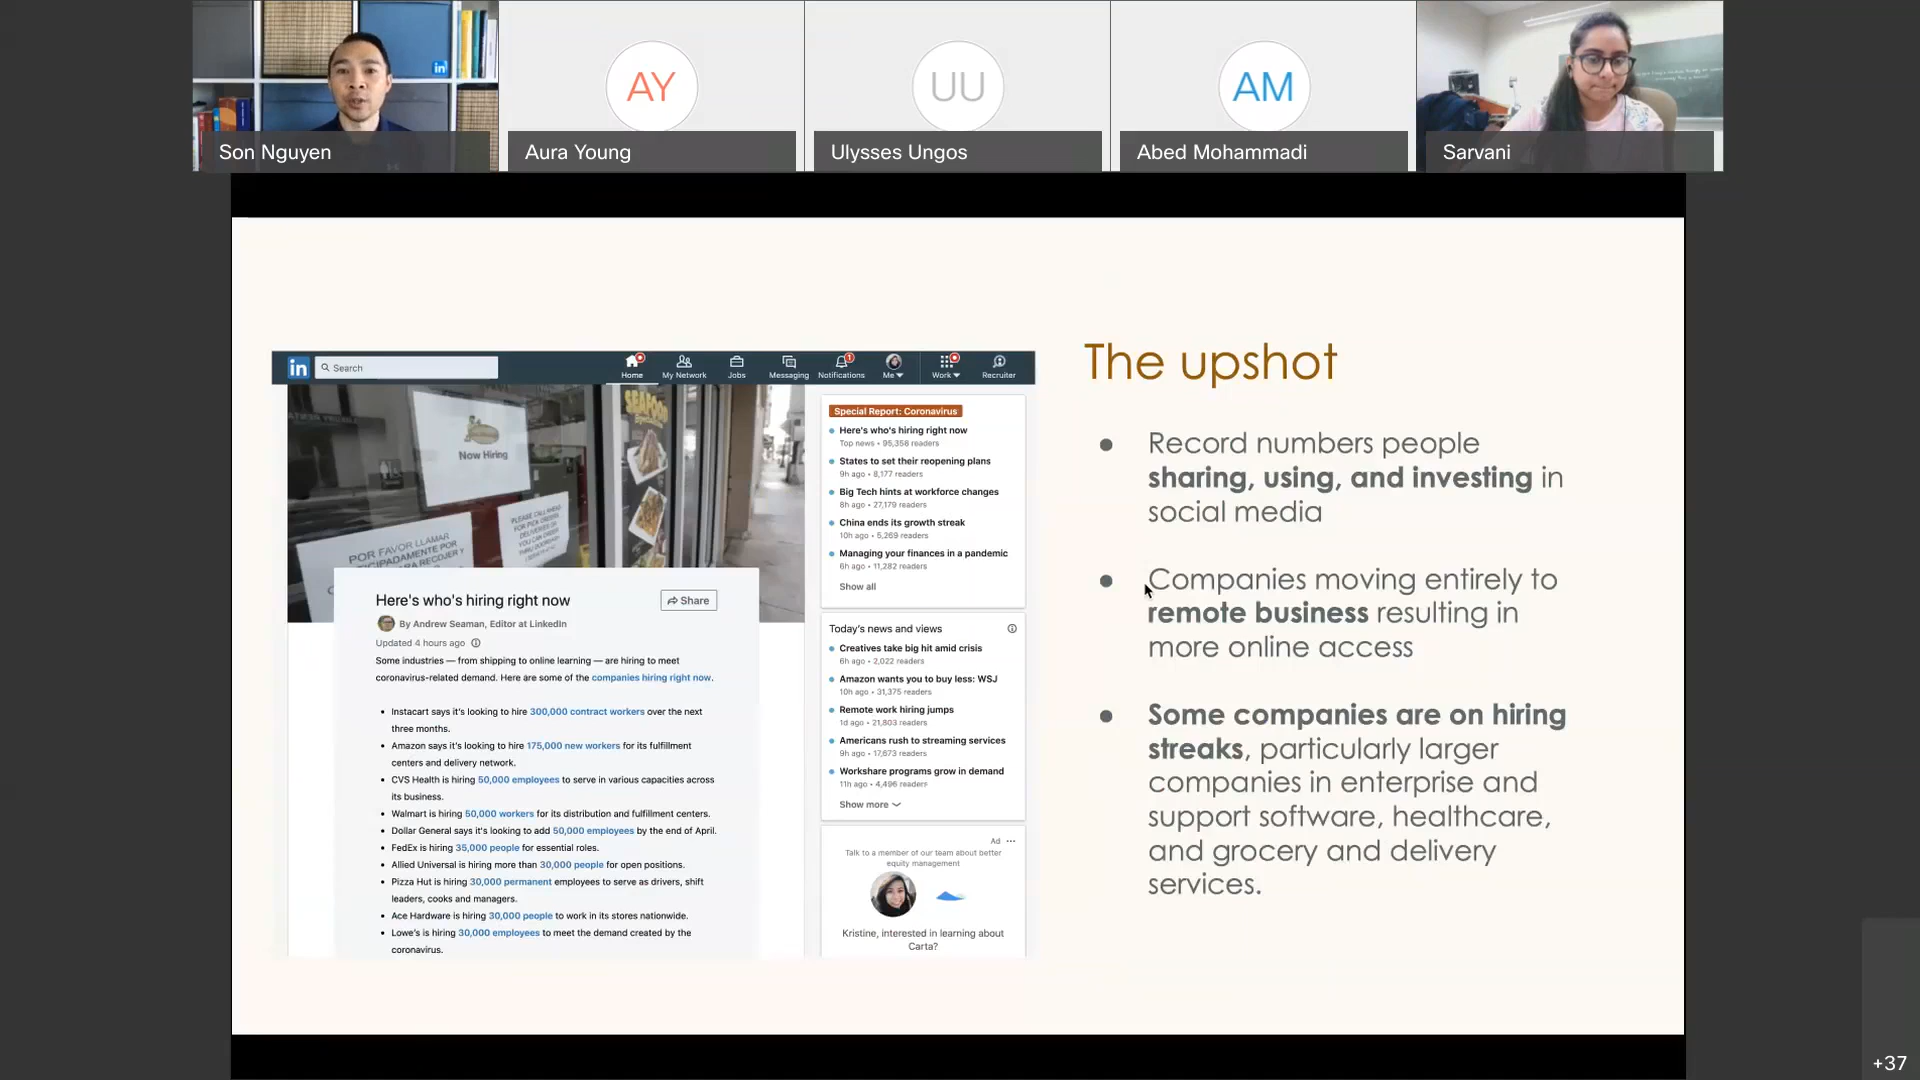 in
Son Nguyen
AY
Aura Young
UU
Ulysses Ungos
AM
Abed Mohammadi
Sarvani
in
Search
Home
My Network
Jobs
Messaging
1
Notifications
Me
Work
Recruiter
Now Hiring
SEAFOOD
POR FAVOR LLAMAR
PLEASE CALL AHEAD
FOR PICK ORDERS
DELIVERIES OR
YOU CAN ORDER
Here's who's hiring right now
Share
By Andrew Seaman, Editor at LinkedIn
Updated 4 hours ago
Some industries — from shipping to online learning — are hiring to meet
coronavirus-related demand. Here are some of the companies hiring right now.
• Instacart says it's looking to hire 300,000 contract workers over the next
three months.
• Amazon says it's looking to hire 175,000 new workers for its fulfillment
centers and delivery network.
• CVS Health is hiring 50,000 employees to serve in various capacities across
its business.
• Walmart is hiring 50,000 workers for its distribution and fulfillment centers.
• Dollar General says it's looking to add 50,000 employees by the end of April.
• FedEx is hiring 35,000 people for essential roles.
• Allied Universal is hiring more than 30,000 people for open positions.
• Pizza Hut is hiring 30,000 permanent employees to serve as drivers, shift
leaders, cooks and managers.
• Ace Hardware is hiring 30,000 people to work in its stores nationwide.
• Lowe's is hiring 30,000 employees to meet the demand created by the
coronavirus.
Special Report: Coronavirus
Here's who's hiring right now
Top news • 95,358 readers
States to set their reopening plans
9h ago • 8,177 readers
Big Tech hints at workforce changes
8h ago • 27,179 readers
China ends its growth streak
10h ago • 5,269 readers
Managing your finances in a pandemic
6h ago • 11,282 readers
Show all
Today's news and views
Creatives take big hit amid crisis
6h ago • 2,022 readers
Amazon wants you to buy less: WSJ
10h ago • 31,375 readers
Remote work hiring jumps
1d ago • 21,803 readers
Americans rush to streaming services
9h ago • 17,673 readers
Workshare programs grow in demand
11h ago • 4,496 readers
Show more
Ad
Talk to a member of our team about better
equity management
Kristine, interested in learning about
Carta?
The upshot
● Record numbers people
sharing, using, and investing in
social media
● Companies moving entirely to
remote business resulting in
more online access
● Some companies are on hiring
streaks, particularly larger
companies in enterprise and
support software, healthcare,
and grocery and delivery
services.
+37